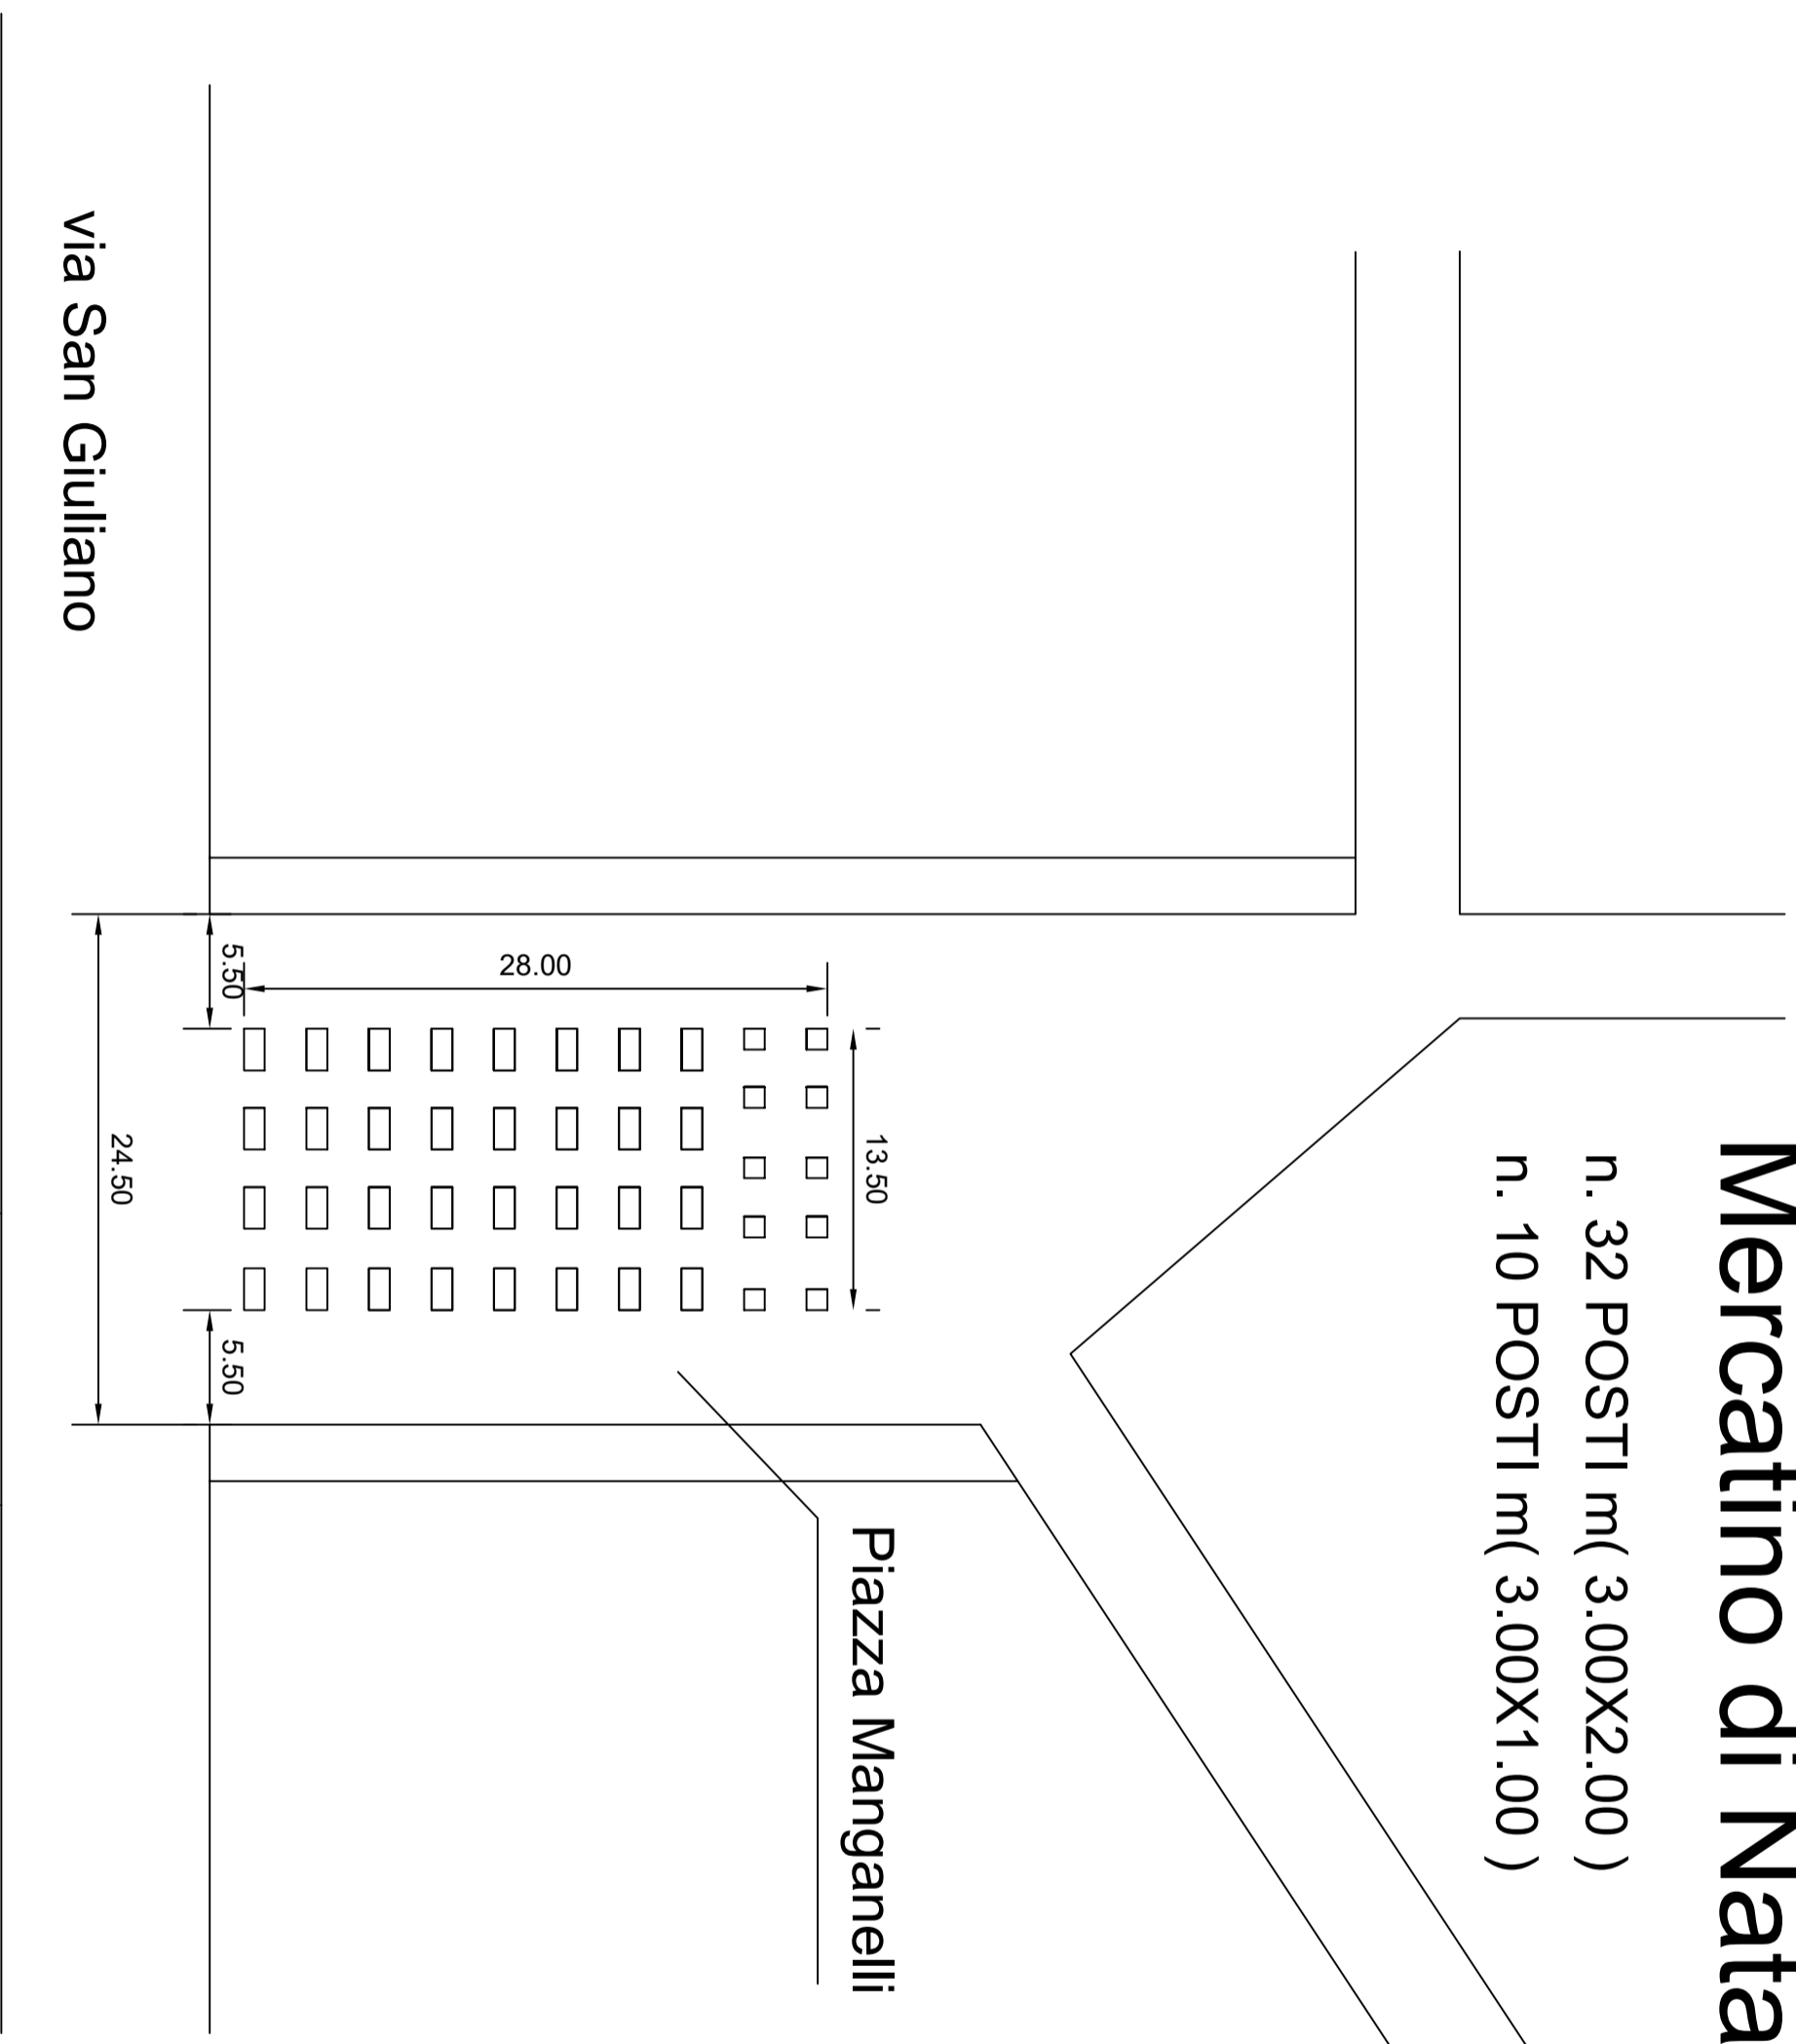 Mercatino di Nata
n. 32 POSTI m( 3.00X2.00 )
n. 10 POSTI m( 3.00X1.00 )
Piazza Manganelli
13.50
28.00
5.50
5.50
24.50
via San Giuliano